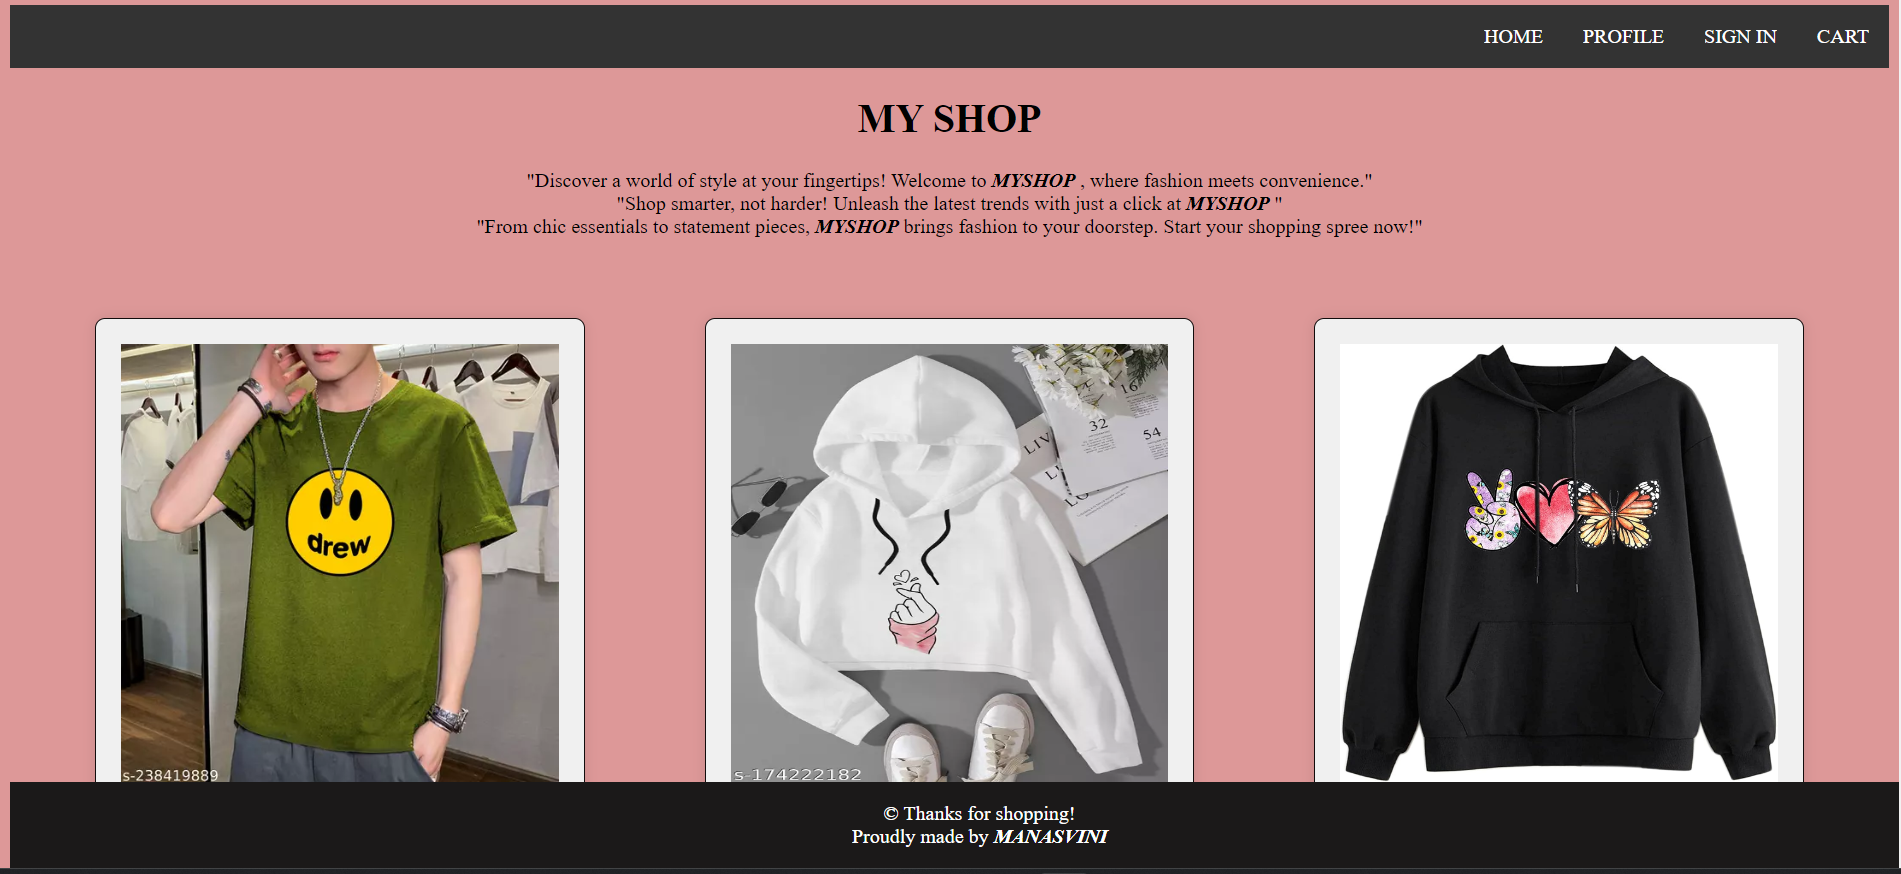 HOME PROFILE SIGN IN CART
MY SHOP
"Discover a world of style at your fingertips! Welcome to MYSHOP , where fashion meets convenience."
"Shop smarter, not harder! Unleash the latest trends with just a click at MYSHOP "
"From chic essentials to statement pieces, MYSHOP brings fashion to your doorstep. Start your shopping spree now!"
drew
s-238419889
16
32
54
LIV
s-174222182
© Thanks for shopping!
Proudly made by MANASVINI